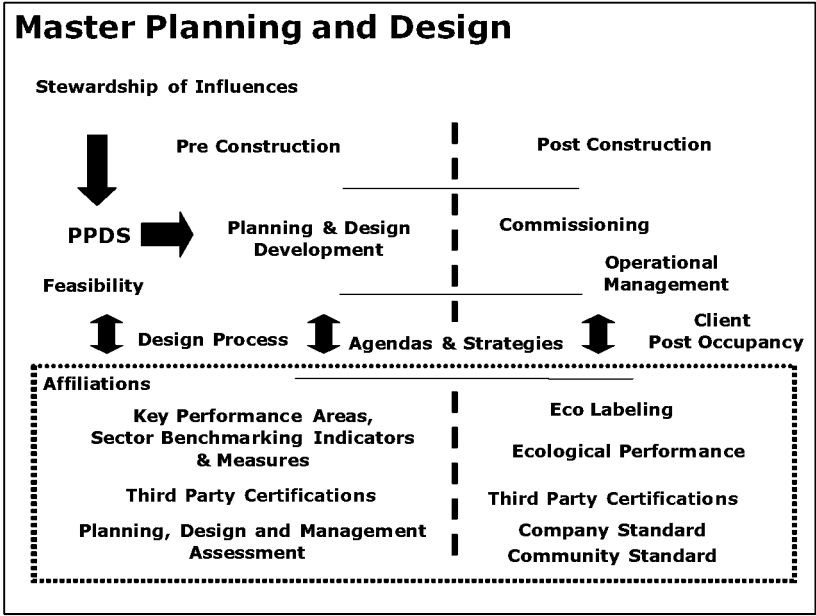 Master Planning and Design
Stewardship of Influences
Pre Construction
Post Construction
PPDS
Planning & Design
Development
Commissioning
Feasibility
Operational
Management
Design Process
Agendas & Strategies
Client
Post Occupancy
Affiliations
Key Performance Areas,
Sector Benchmarking Indicators
& Measures
Third Party Certifications
Planning, Design and Management
Assessment
Eco Labeling
Ecological Performance
Third Party Certifications
Company Standard
Community Standard